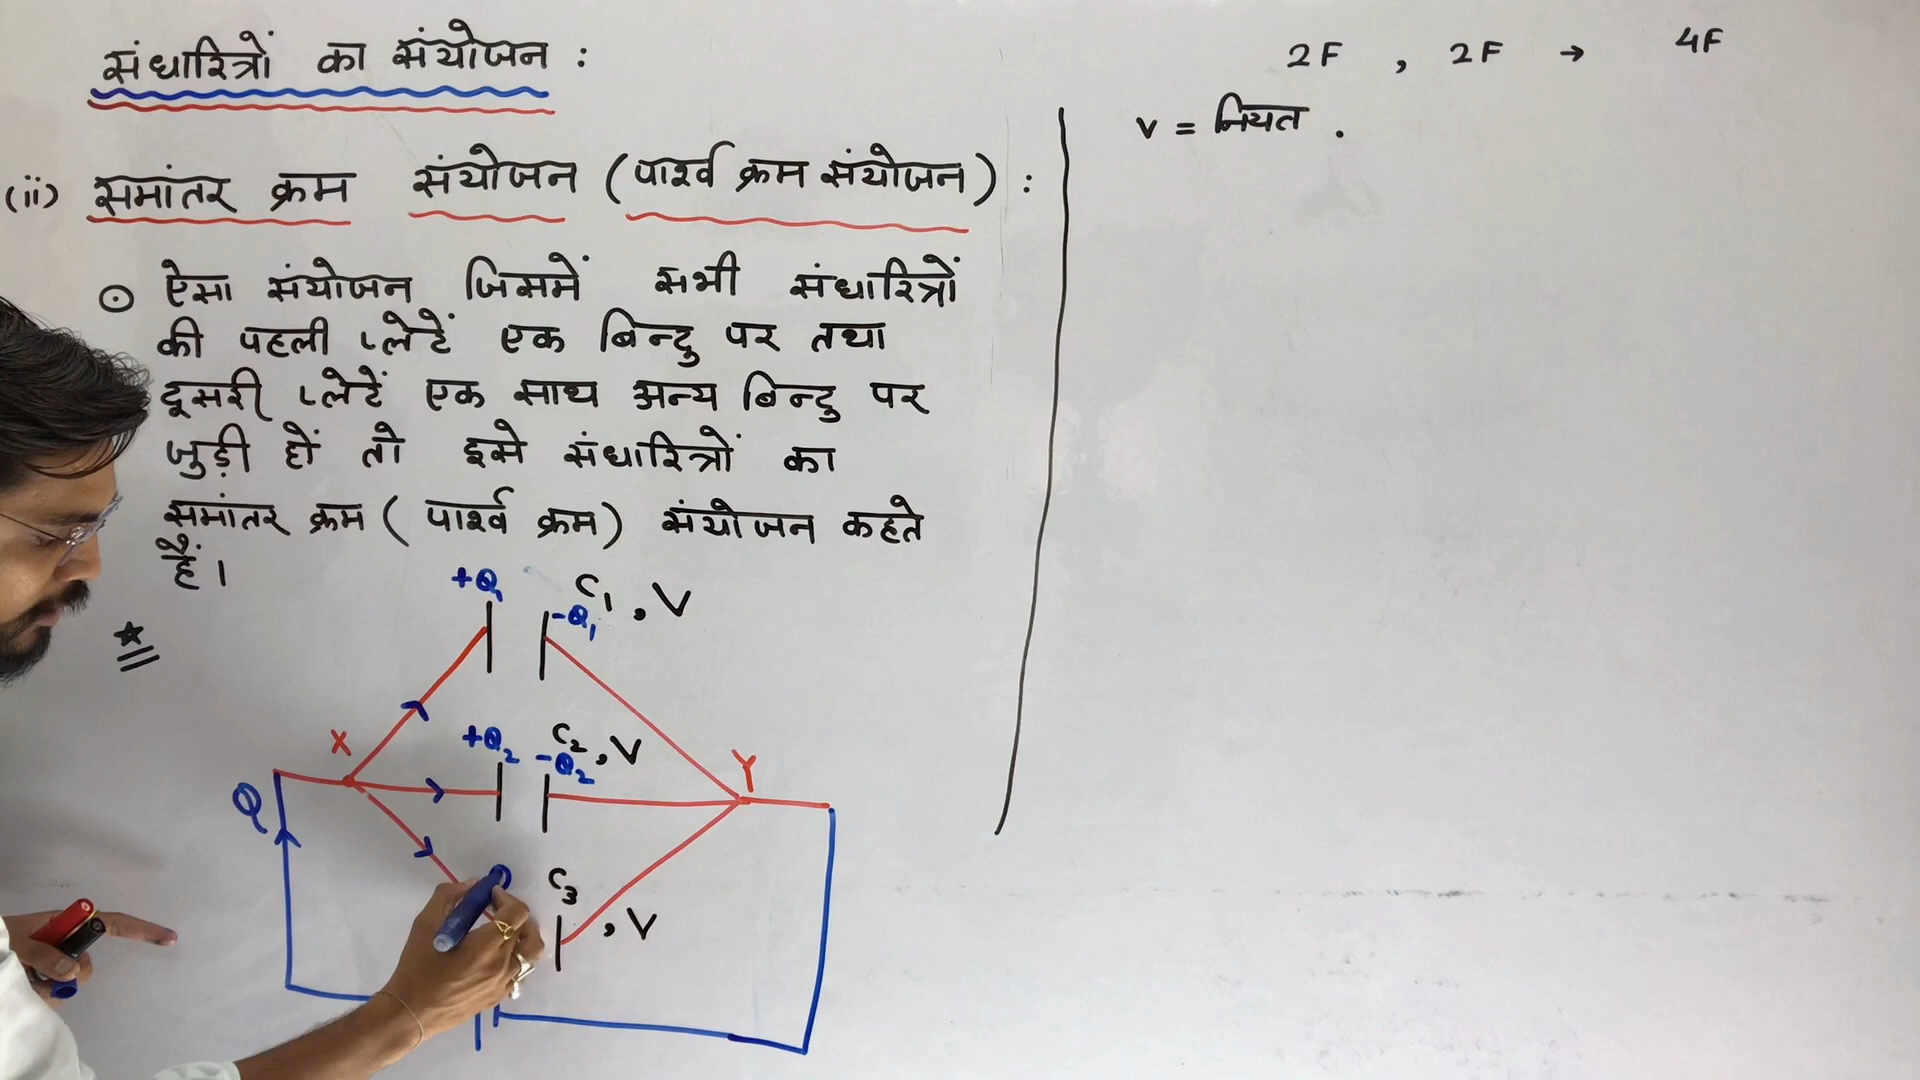 संधारित्रों का संयोजन :
(ii) समांतर क्रम संयोजन (पार्श्व क्रम संयोजन) :
⊙ ऐसा संयोजन जिसमें सभी संधारित्रों
की पहली प्लेटें एक बिन्दु पर तथा
दूसरी प्लेटें एक साथ अन्य बिन्दु पर
जुड़ी हों तो इसे संधारित्रों का
समांतर क्रम ( पार्श्व क्रम) संयोजन कहते
हैं।
+Q₁ C₁ , V
-Q₁
X
+Q₂ C₂ , V
-Q₂
Y
Q
C₃ , V
2F , 2F → 4F
V = नियत .